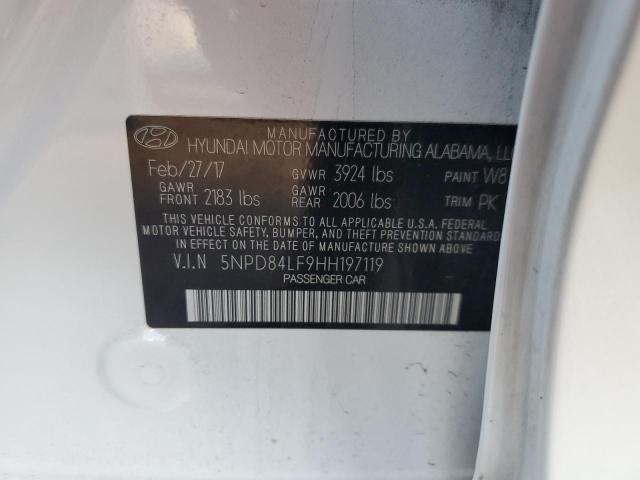 MANUFACTURED BY
HYUNDAI MOTOR MANUFACTURING ALABAMA, LLC
Feb/27/17 GVWR 3924 lbs PAINT W8
GAWR FRONT 2183 lbs GAWR REAR 2006 lbs TRIM PK
THIS VEHICLE CONFORMS TO ALL APPLICABLE U.S.A. FEDERAL
MOTOR VEHICLE SAFETY, BUMPER, AND THEFT PREVENTION
STANDARDS IN EFFECT ON THE DATE OF MANUFACTURE SHOWN ABOVE
V.I.N 5NPD84LF9HH197119
PASSENGER CAR